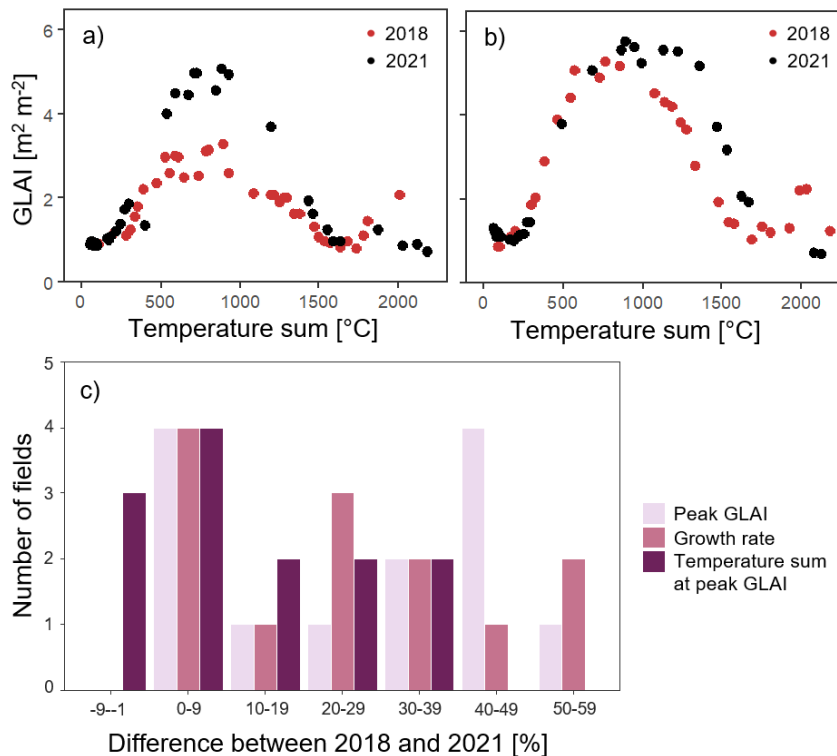 a)
2018
2021
b)
2018
2021
GLAI [m² m⁻²]
6
4
2
0
0 500 1000 1500 2000
0 500 1000 1500 2000
Temperature sum [°C]
Temperature sum [°C]
c)
Number of fields
5
4
3
2
1
0
-9--1 0-9 10-19 20-29 30-39 40-49 50-59
Difference between 2018 and 2021 [%]
Peak GLAI
Growth rate
Temperature sum
at peak GLAI